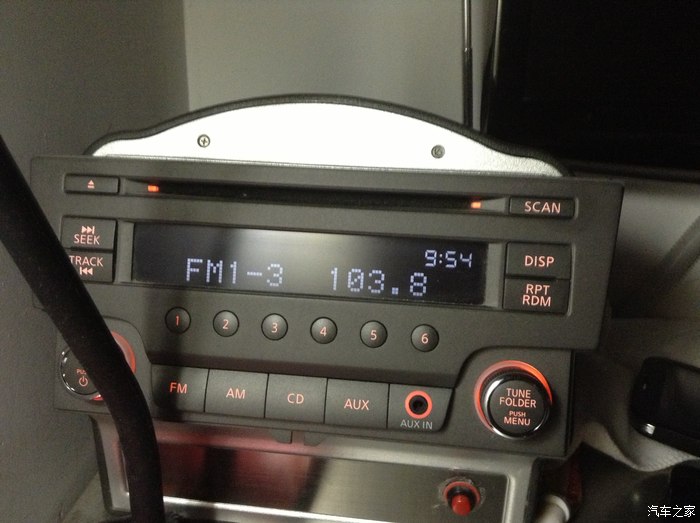 SCAN
SEEK
TRACK
9:54
FM1-3 103.8
DISP
RPT
RDM
1 2 3 4 5 6
PUSH
FM AM CD AUX
AUX IN
TUNE
FOLDER
PUSH
MENU
汽车之家